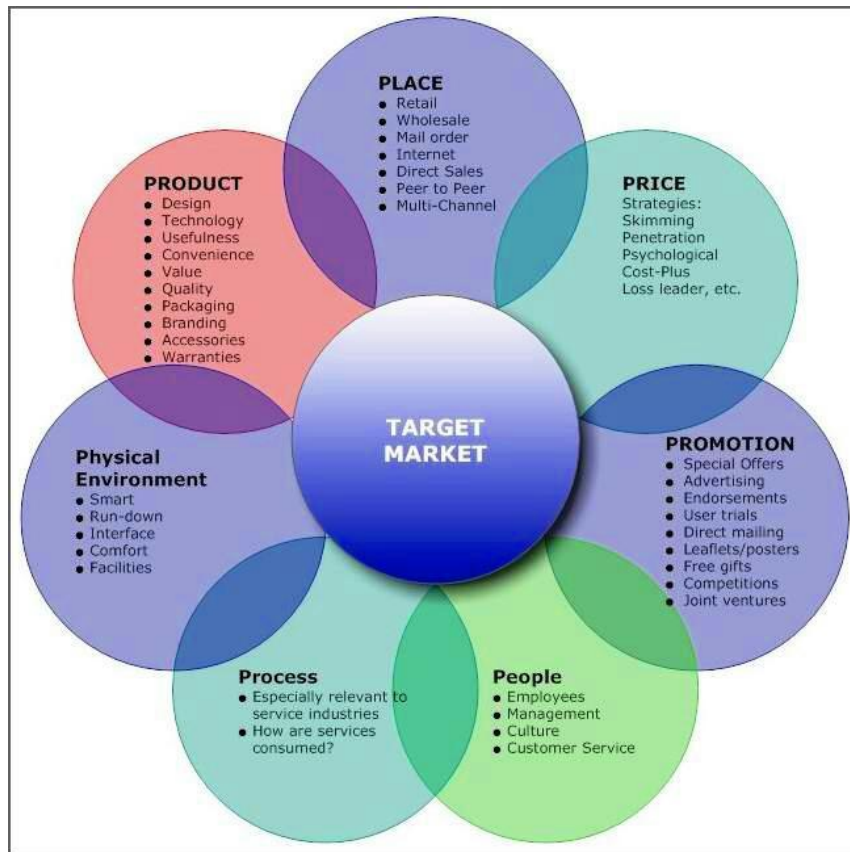 PLACE
● Retail
● Wholesale
● Mail order
● Internet
● Direct Sales
● Peer to Peer
● Multi-Channel
PRICE
Strategies:
Skimming
Penetration
Psychological
Cost-Plus
Loss leader, etc.
PRODUCT
● Design
● Technology
● Usefulness
● Convenience
● Value
● Quality
● Packaging
● Branding
● Accessories
● Warranties
TARGET
MARKET
PROMOTION
● Special Offers
● Advertising
● Endorsements
● User trials
● Direct mailing
● Leaflets/posters
● Free gifts
● Competitions
● Joint ventures
Physical
Environment
● Smart
● Run-down
● Interface
● Comfort
● Facilities
Process
● Especially relevant to
service industries
● How are services
consumed?
People
● Employees
● Management
● Culture
● Customer Service